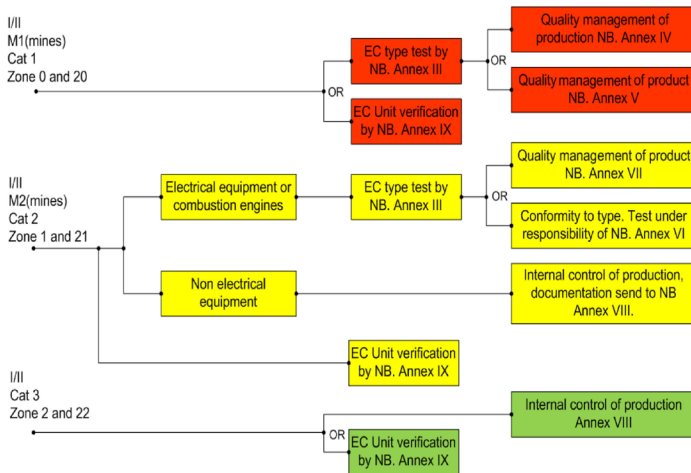 I/II
M1(mines)
Cat 1
Zone 0 and 20
EC type test by
NB. Annex III
OR
EC Unit verification
by NB. Annex IX
Quality management of
production NB. Annex IV
OR
Quality management of product
NB. Annex V
I/II
M2(mines)
Cat 2
Zone 1 and 21
Electrical equipment or
combustion engines
EC type test by
NB. Annex III
Quality management of product
NB. Annex VII
OR
Conformity to type. Test under
responsibility of NB. Annex VI
Non electrical
equipment
Internal control of production,
documentation send to NB
Annex VIII.
EC Unit verification
by NB. Annex IX
I/II
Cat 3
Zone 2 and 22
Internal control of production
Annex VIII
OR
EC Unit verification
by NB. Annex IX